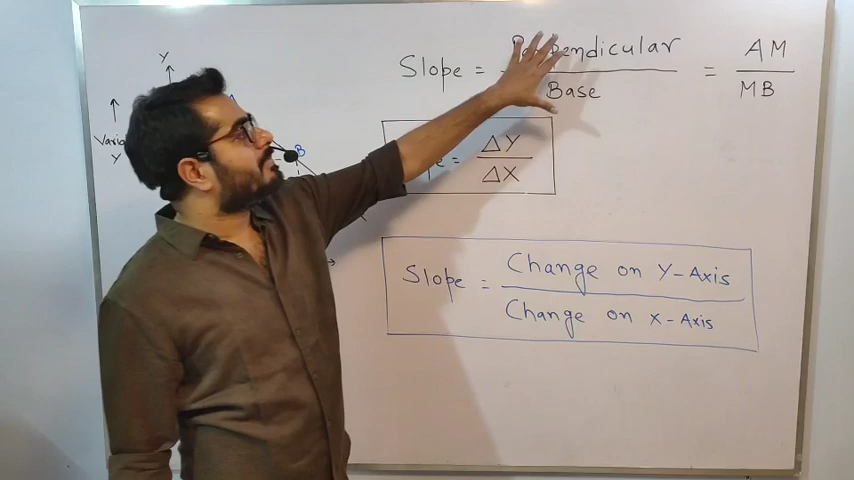 Y
Slope = Perpendicular / Base = AM / MB
Y
B
= ΔY / ΔX
Slope = Change on Y-Axis / Change on X-Axis